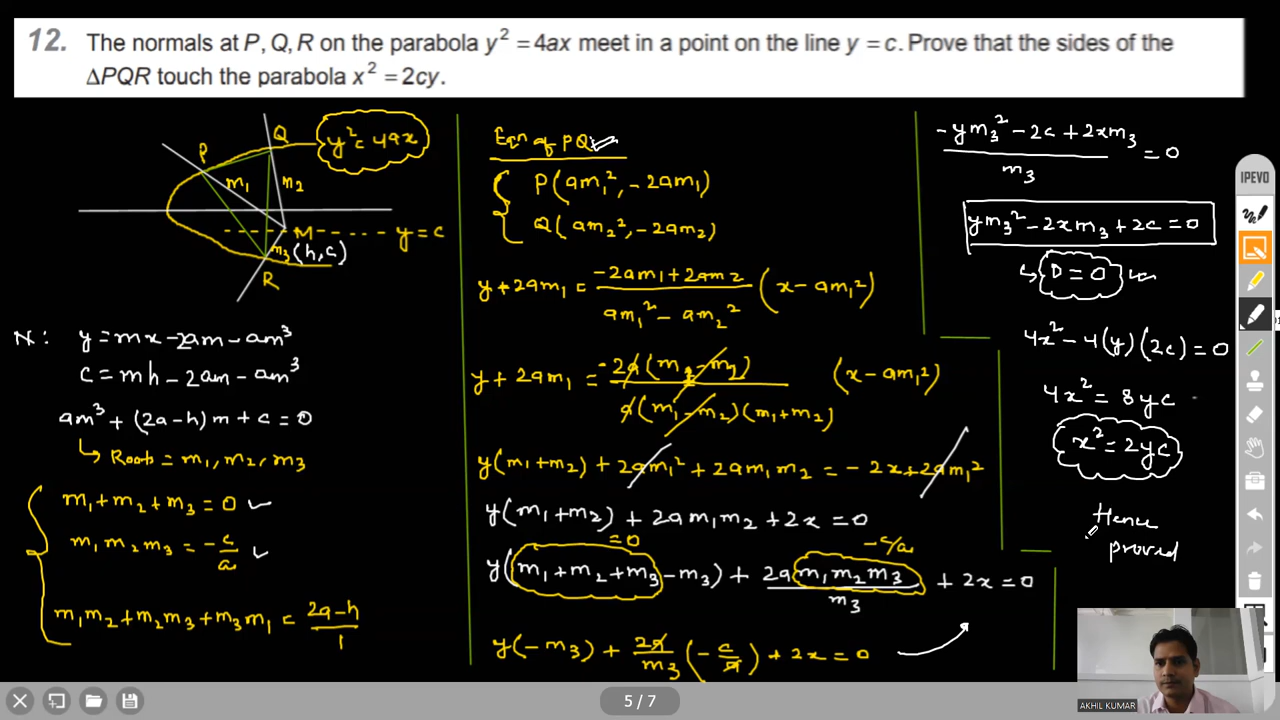 12. The normals at P, Q, R on the parabola y² = 4ax meet in a point on the line y = c. Prove that the sides of the
ΔPQR touch the parabola x² = 2cy.
y² = 4ax
P
Q
m₁
m₂
M
y = c
m₃
(h, c)
R
N: y = mx - 2am - am³
c = mh - 2am - am³
am³ + (2a - h) m + c = 0
Roots = m₁, m₂, m₃
m₁ + m₂ + m₃ = 0
m₁ m₂ m₃ = -c/a
m₁m₂ + m₂m₃ + m₃m₁ = (2a - h)/1
Eqn of PQ
P(am₁², -2am₁)
Q(am₂², -2am₂)
y + 2am₁ = (-2am₁ + 2am₂)/(am₁² - am₂²) (x - am₁²)
y + 2am₁ = -2a(m₁ - m₂)/a(m₁ - m₂)(m₁ + m₂) (x - am₁²)
y(m₁ + m₂) + 2am₁² + 2am₁m₂ = -2x + 2am₁²
y(m₁ + m₂) + 2am₁m₂ + 2x = 0
= 0
-c/a
y(m₁ + m₂ + m₃ - m₃) + 2a m₁m₂m₃/m₃ + 2x = 0
y(-m₃) + 2a/m₃ (-c/a) + 2x = 0
(-ym₃² - 2c + 2xm₃)/m₃ = 0
ym₃² - 2xm₃ + 2c = 0
D = 0
4x² - 4(y)(2c) = 0
4x² = 8yc
x² = 2yc
Hence
proved
IPEVO
5 / 7
AKHIL KUMAR